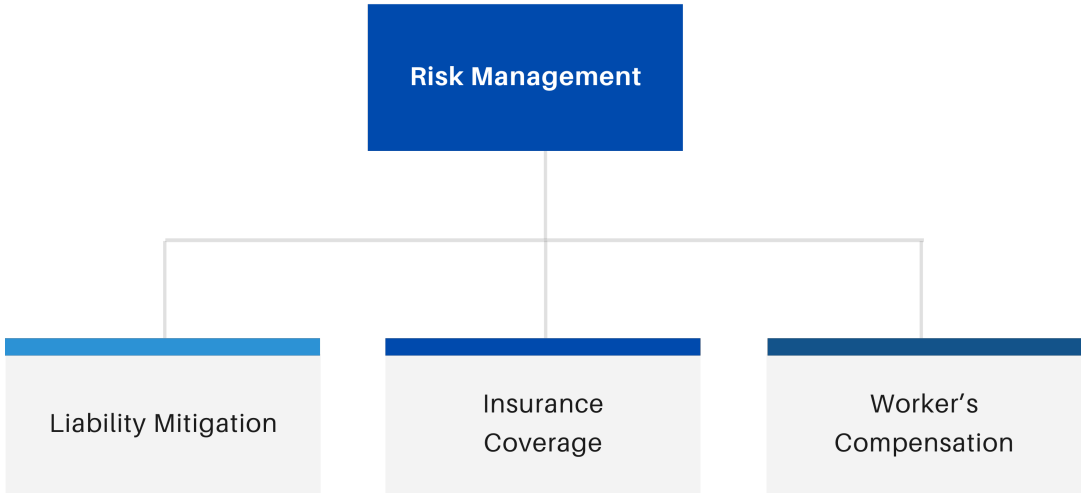 Risk Management
Liability Mitigation
Insurance
Coverage
Worker’s
Compensation